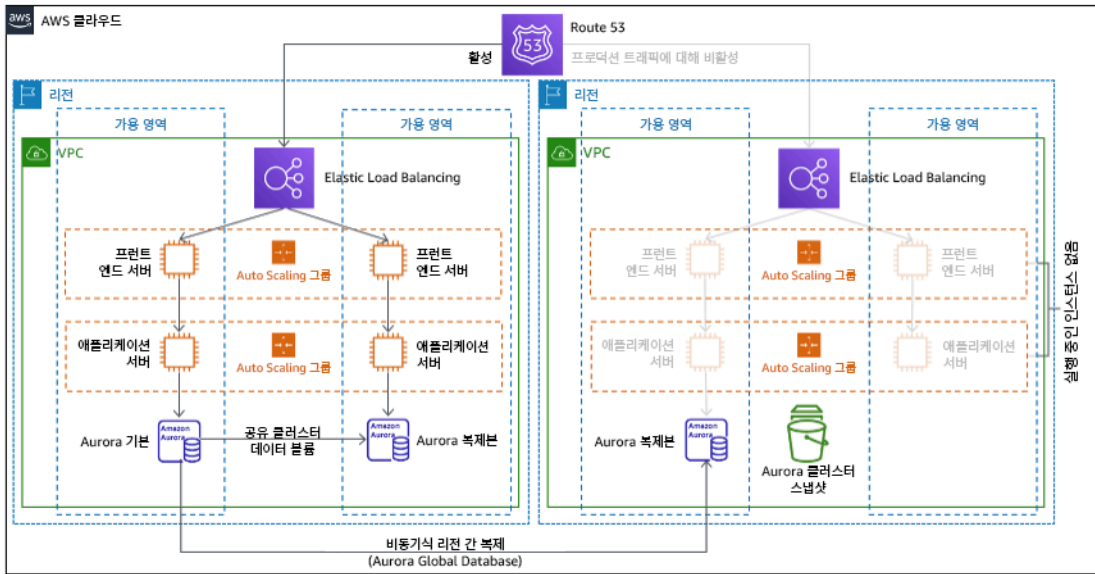 aws
AWS 클라우드
53
Route 53
활성
프로덕션 트래픽에 대해 비활성
리전
가용 영역
가용 영역
VPC
Elastic Load Balancing
프런트
엔드 서버
Auto Scaling 그룹
프런트
엔드 서버
애플리케이션
서버
Auto Scaling 그룹
애플리케이션
서버
Aurora 기본
Amazon
Aurora
공유 클러스터
데이터 볼륨
Amazon
Aurora
Aurora 복제본
리전
가용 영역
가용 영역
VPC
Elastic Load Balancing
프런트
엔드 서버
Auto Scaling 그룹
프런트
엔드 서버
애플리케이션
서버
Auto Scaling 그룹
애플리케이션
서버
실행 중인 인스턴스 없음
Aurora 복제본
Amazon
Aurora
Aurora 클러스터
스냅샷
비동기식 리전 간 복제
(Aurora Global Database)